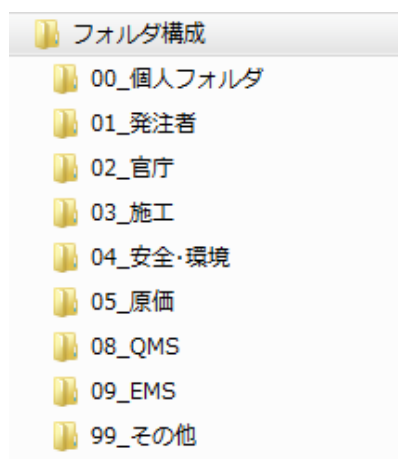 フォルダ構成
00_個人フォルダ
01_発注者
02_官庁
03_施工
04_安全・環境
05_原価
08_QMS
09_EMS
99_その他